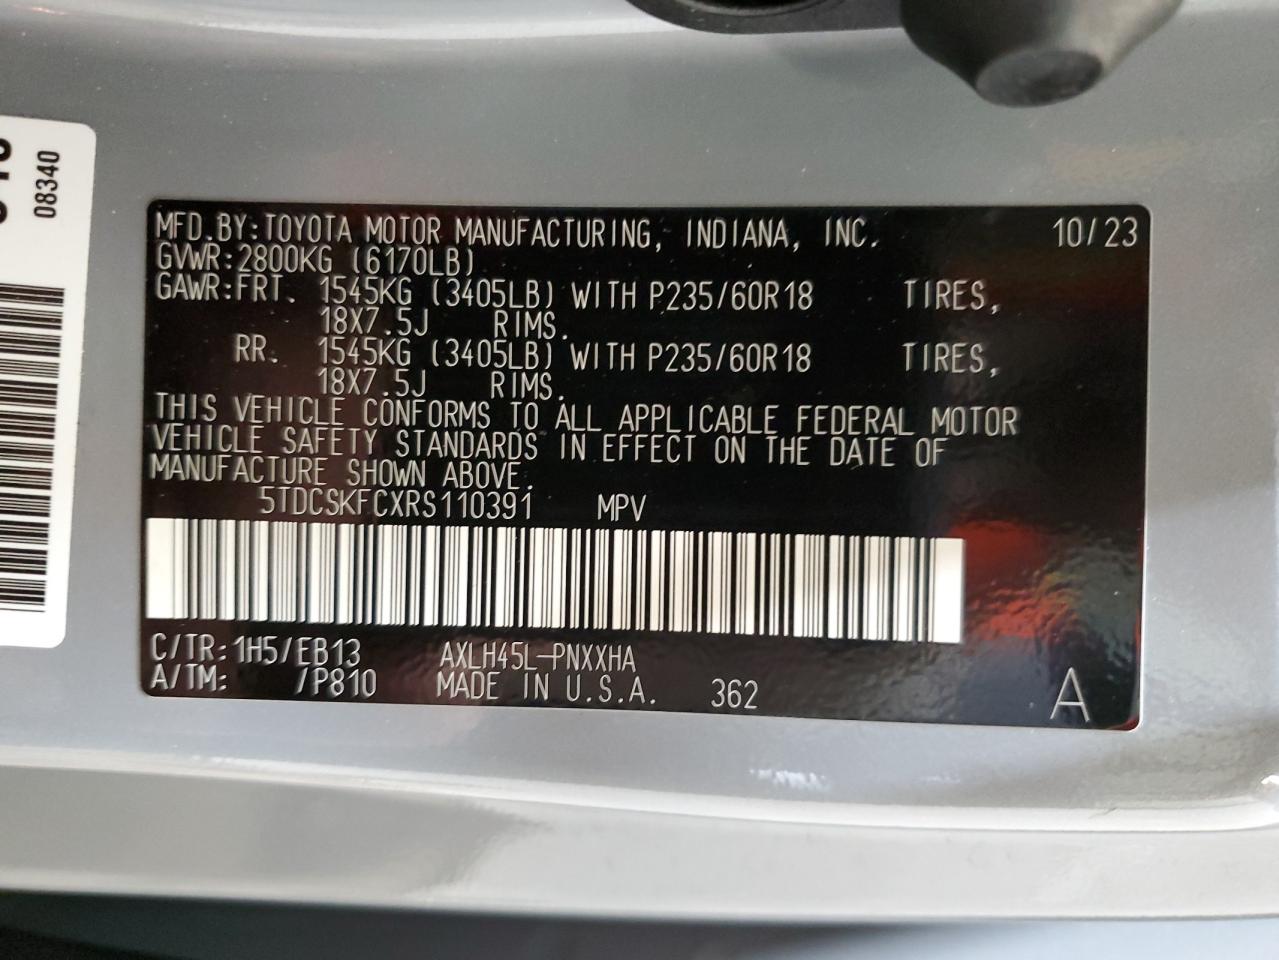 08340
MFD.BY:TOYOTA MOTOR MANUFACTURING, INDIANA, INC. 10/23
GVWR:2800KG (6170LB)
GAWR:FRT. 1545KG (3405LB) WITH P235/60R18 TIRES,
18X7.5J RIMS.
RR. 1545KG (3405LB) WITH P235/60R18 TIRES,
18X7.5J RIMS.
THIS VEHICLE CONFORMS TO ALL APPLICABLE FEDERAL MOTOR
VEHICLE SAFETY STANDARDS IN EFFECT ON THE DATE OF
MANUFACTURE SHOWN ABOVE.
5TDCSKFCXRS110391 MPV
C/TR:1H5/EB13 AXLH45L-PNXXHA
A/TM: /P810 MADE IN U.S.A. 362 A